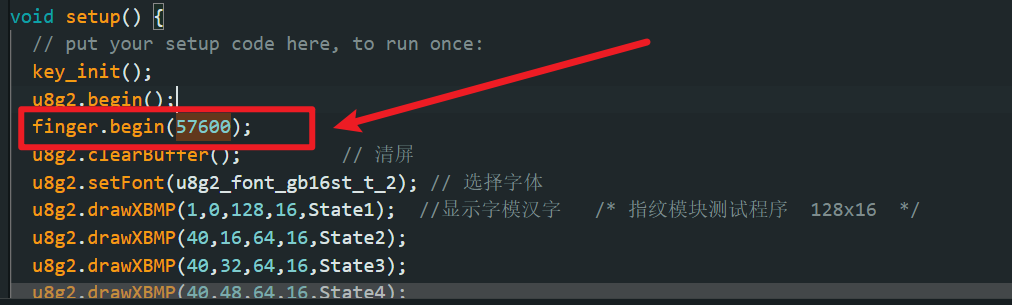 void setup() {
// put your setup code here, to run once:
key_init();
u8g2.begin();
finger.begin(57600);
u8g2.clearBuffer(); // 清屏
u8g2.setFont(u8g2_font_gb16st_t_2); // 选择字体
u8g2.drawXBMP(1,0,128,16,State1); //显示字模汉字 /* 指纹模块测试程序 128x16 */
u8g2.drawXBMP(40,16,64,16,State2);
u8g2.drawXBMP(40,32,64,16,State3);
u8g2.drawXBMP(40,48,64,16,State4);